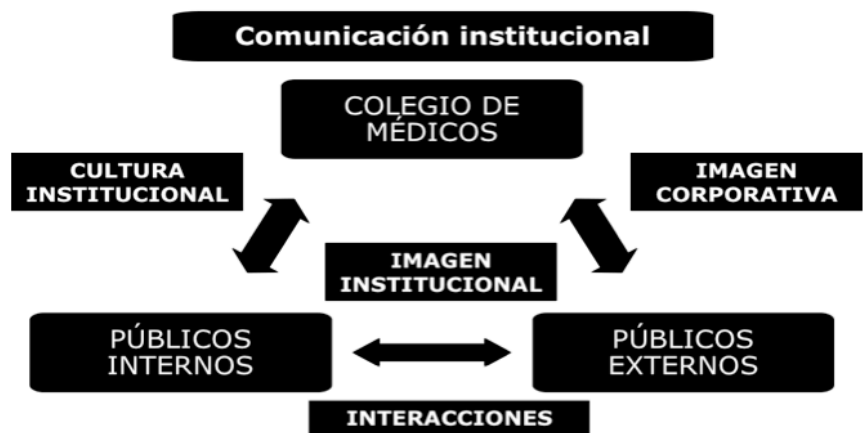 Comunicación institucional
COLEGIO DE
MÉDICOS
CULTURA
INSTITUCIONAL
IMAGEN
CORPORATIVA
IMAGEN
INSTITUCIONAL
PÚBLICOS
INTERNOS
PÚBLICOS
EXTERNOS
INTERACCIONES